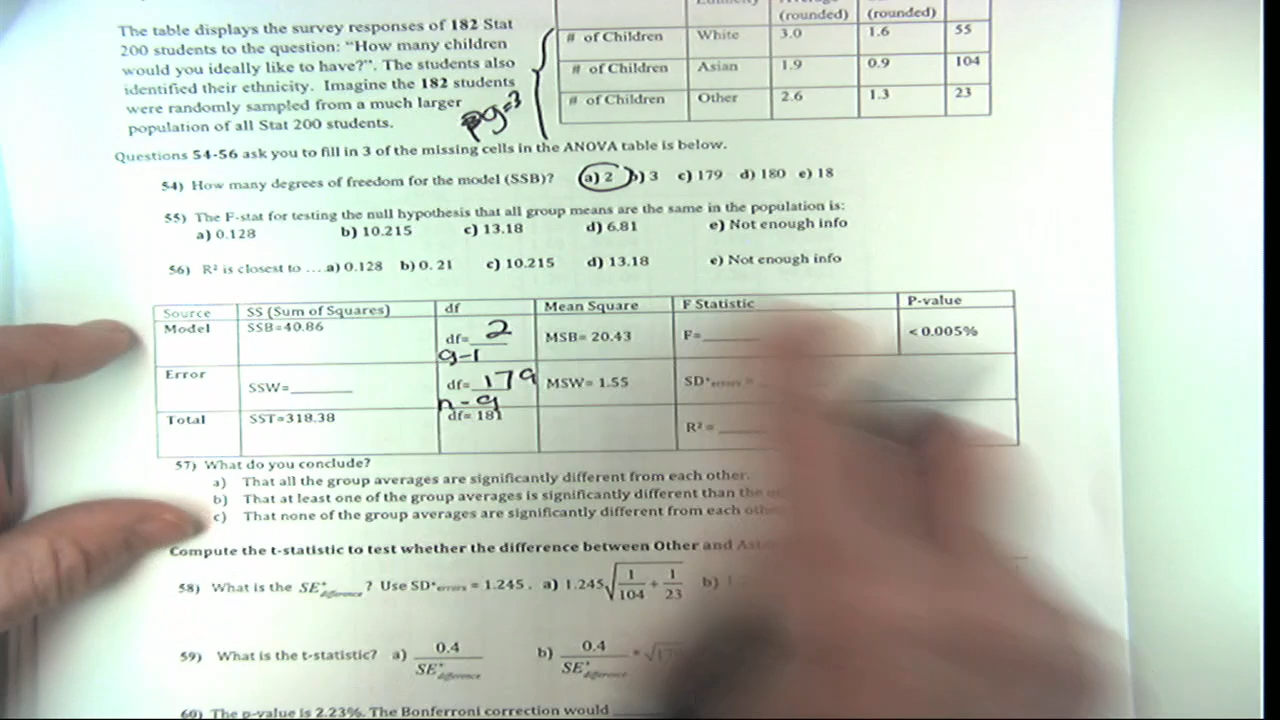 (rounded) (rounded)
The table displays the survey responses of 182 Stat
200 students to the question: "How many children
would you ideally like to have?". The students also
identified their ethnicity. Imagine the 182 students
were randomly sampled from a much larger
population of all Stat 200 students.
# of Children White 3.0 1.6 55
# of Children Asian 1.9 0.9 104
# of Children Other 2.6 1.3 23
g=3
Questions 54-56 ask you to fill in 3 of the missing cells in the ANOVA table is below.
54) How many degrees of freedom for the model (SSB)? (a) 2 b) 3 c) 179 d) 180 e) 18
55) The F-stat for testing the null hypothesis that all group means are the same in the population is:
a) 0.128 b) 10.215 c) 13.18 d) 6.81 e) Not enough info
56) R² is closest to ....a) 0.128 b) 0. 21 c) 10.215 d) 13.18 e) Not enough info
Source SS (Sum of Squares) df Mean Square F Statistic P-value
Model SSB=40.86 df= 2 MSB= 20.43 F=______ < 0.005%
g-1
Error SSW=________ df= 179 MSW= 1.55 SD⁺errors =
n-g
Total SST=318.38 df= 181 R² =
57) What do you conclude?
a) That all the group averages are significantly different from each other.
b) That at least one of the group averages is significantly different than the
c) That none of the group averages are significantly different from each
Compute the t-statistic to test whether the difference between Other and
58) What is the SE⁺difference ? Use SD⁺errors = 1.245 . a) 1.245√(1/104 + 1/23) b)
59) What is the t-statistic? a) 0.4/SE⁺difference b) 0.4/SE⁺difference *
60) The p-value is 2.23%. The Bonferroni correction would